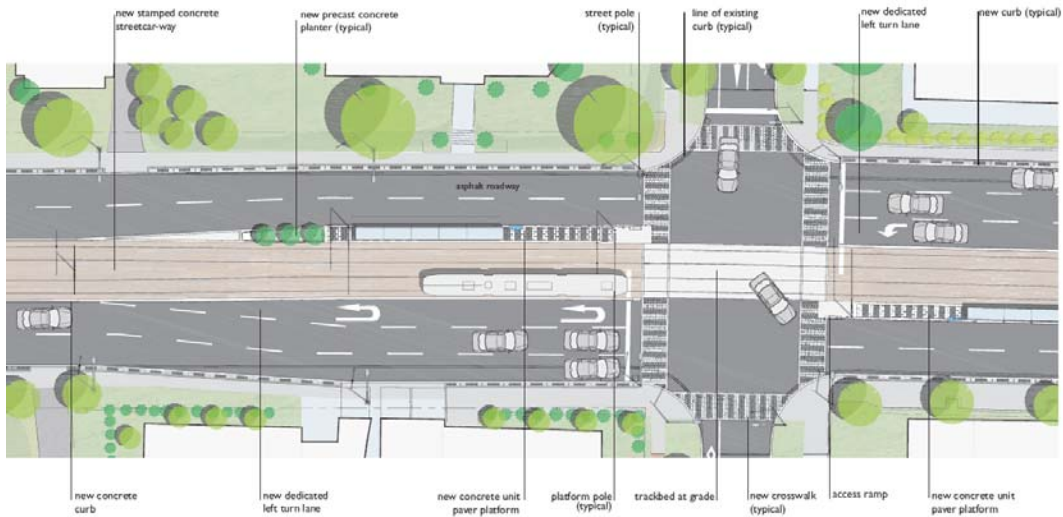 new stamped concrete
streetcar-way
new precast concrete
planter (typical)
street pole
(typical)
line of existing
curb (typical)
new dedicated
left turn lane
new curb (typical)
asphalt roadway
new concrete
curb
new dedicated
left turn lane
new concrete unit
paver platform
platform pole
(typical)
trackbed at grade
new crosswalk
(typical)
access ramp
new concrete unit
paver platform